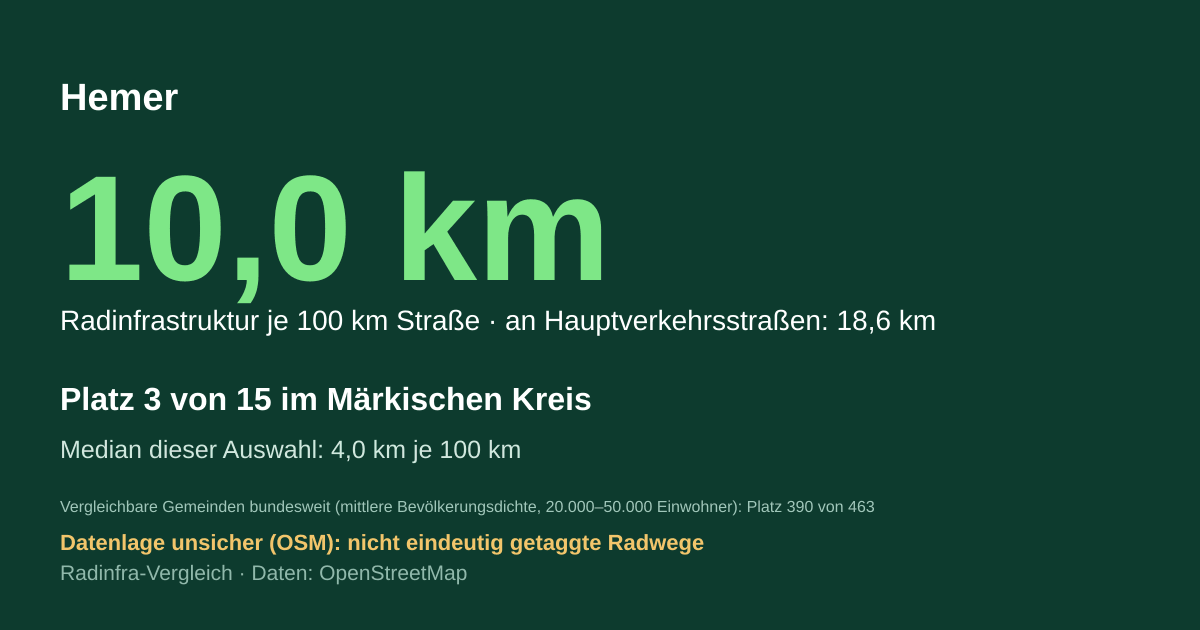 Hemer
10,0 km
Radinfrastruktur je 100 km Straße · an Hauptverkehrsstraßen: 18,6 km
Platz 3 von 15 im Märkischen Kreis
Median dieser Auswahl: 4,0 km je 100 km
Vergleichbare Gemeinden bundesweit (mittlere Bevölkerungsdichte, 20.000–50.000 Einwohner): Platz 390 von 463
Datenlage unsicher (OSM): nicht eindeutig getaggte Radwege
Radinfra-Vergleich · Daten: OpenStreetMap